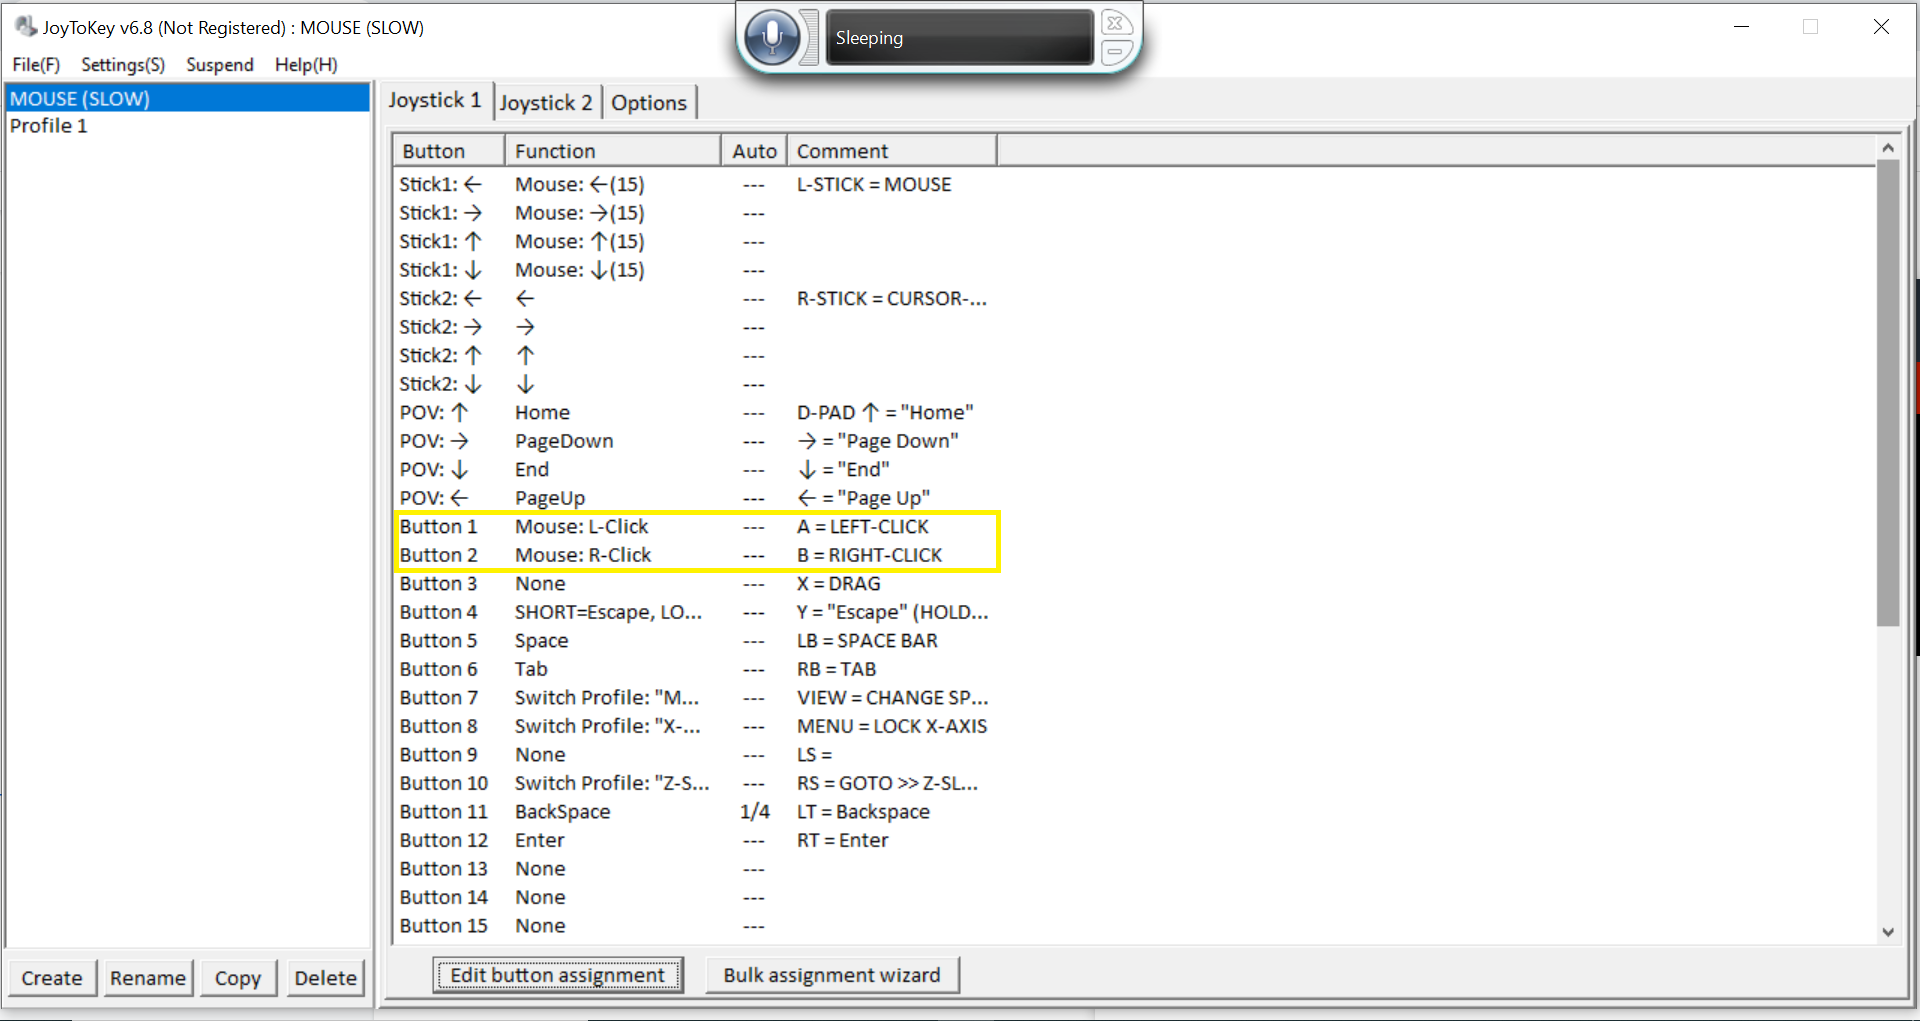 JoyToKey v6.8 (Not Registered) : MOUSE (SLOW)
Sleeping
File(F) Settings(S) Suspend Help(H)
MOUSE (SLOW)
Profile 1
Joystick 1 Joystick 2 Options
Button Function Auto Comment
Stick1: ← Mouse: ←(15) --- L-STICK = MOUSE
Stick1: → Mouse: →(15) ---
Stick1: ↑ Mouse: ↑(15) ---
Stick1: ↓ Mouse: ↓(15) ---
Stick2: ← ← --- R-STICK = CURSOR-...
Stick2: → → ---
Stick2: ↑ ↑ ---
Stick2: ↓ ↓ ---
POV: ↑ Home --- D-PAD ↑ = "Home"
POV: → PageDown --- → = "Page Down"
POV: ↓ End --- ↓ = "End"
POV: ← PageUp --- ← = "Page Up"
Button 1 Mouse: L-Click --- A = LEFT-CLICK
Button 2 Mouse: R-Click --- B = RIGHT-CLICK
Button 3 None --- X = DRAG
Button 4 SHORT=Escape, LO... --- Y = "Escape" (HOLD...
Button 5 Space --- LB = SPACE BAR
Button 6 Tab --- RB = TAB
Button 7 Switch Profile: "M... --- VIEW = CHANGE SP...
Button 8 Switch Profile: "X-... --- MENU = LOCK X-AXIS
Button 9 None --- LS =
Button 10 Switch Profile: "Z-S... --- RS = GOTO >> Z-SL...
Button 11 BackSpace 1/4 LT = Backspace
Button 12 Enter --- RT = Enter
Button 13 None ---
Button 14 None ---
Button 15 None ---
Create Rename Copy Delete
Edit button assignment Bulk assignment wizard